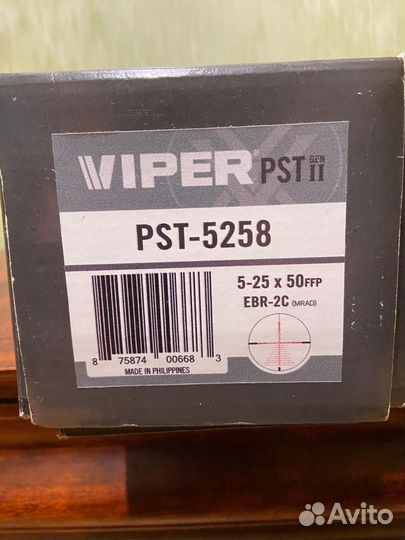 VIPER® PST GEN II
PST-5258
5-25 x 50FFP
EBR-2C (MRAD)
8 75874 00668 3
MADE IN PHILIPPINES
Avito